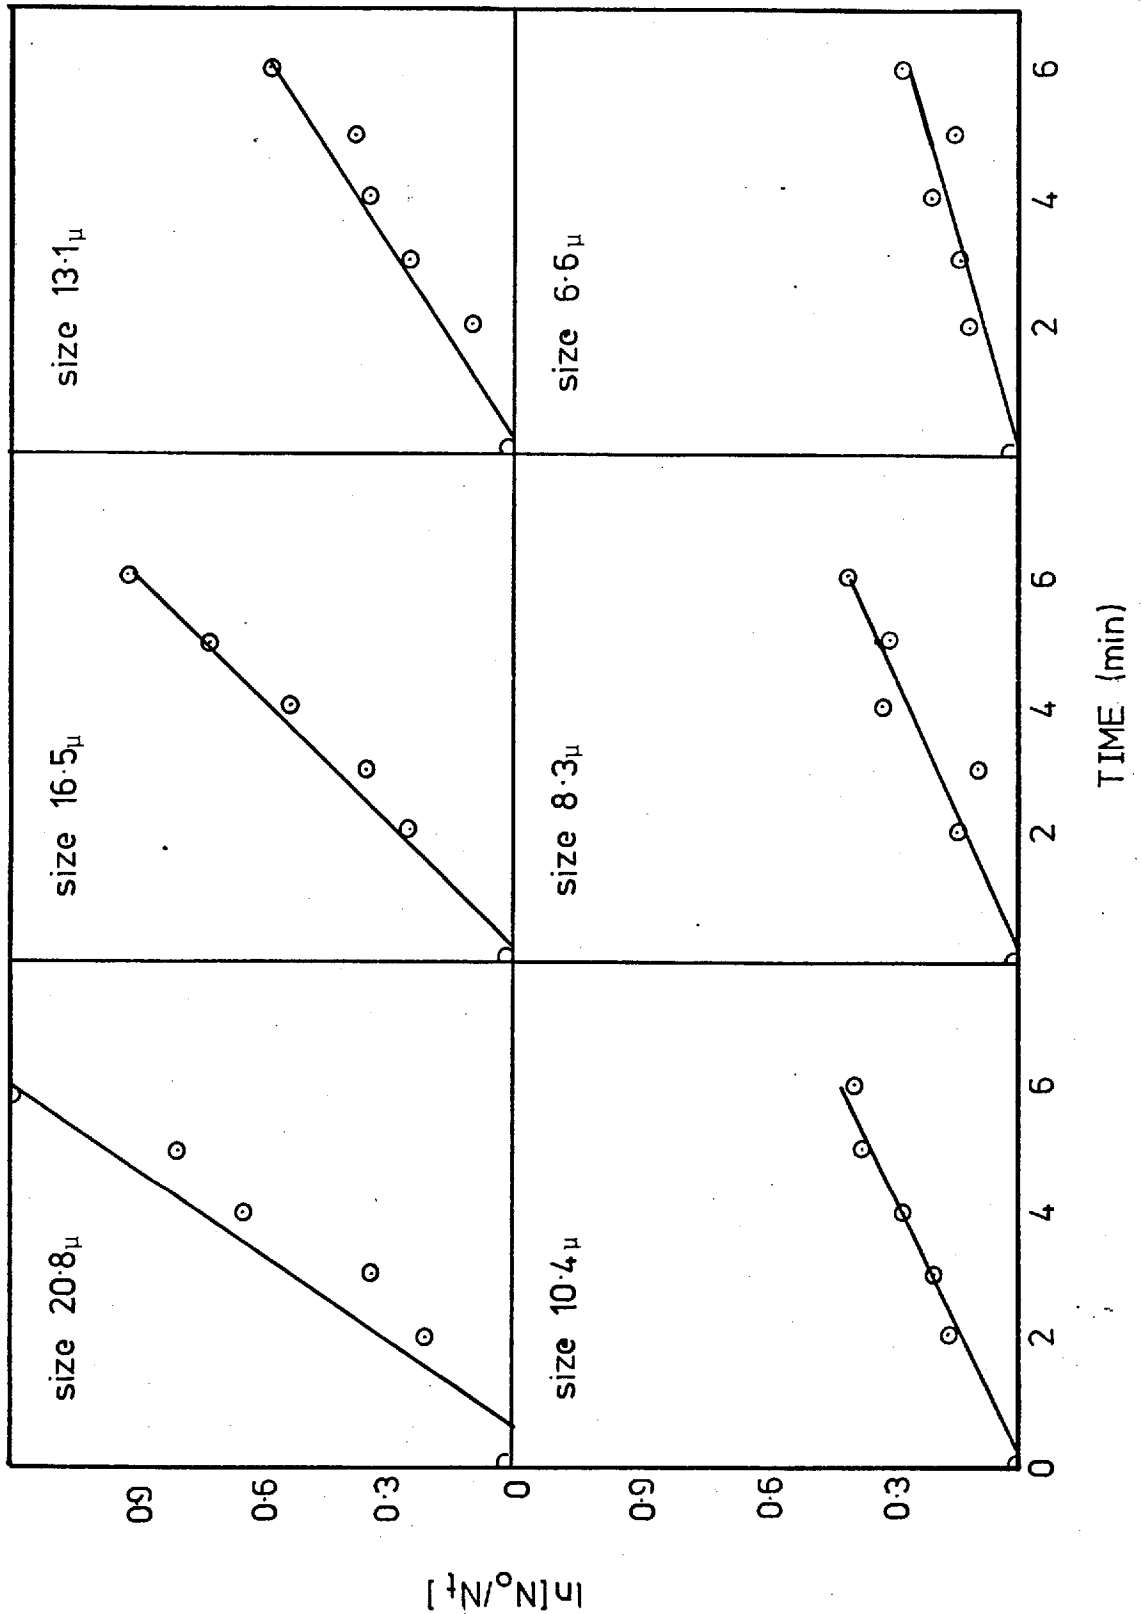 ln[N₀/Nₜ]
0·9
0·6
0·3
0
size 20·8μ
size 16·5μ
size 13·1μ
0·9
0·6
0·3
size 10·4μ
size 8·3μ
size 6·6μ
0 2 4 6 2 4 6 2 4 6
TIME (min)